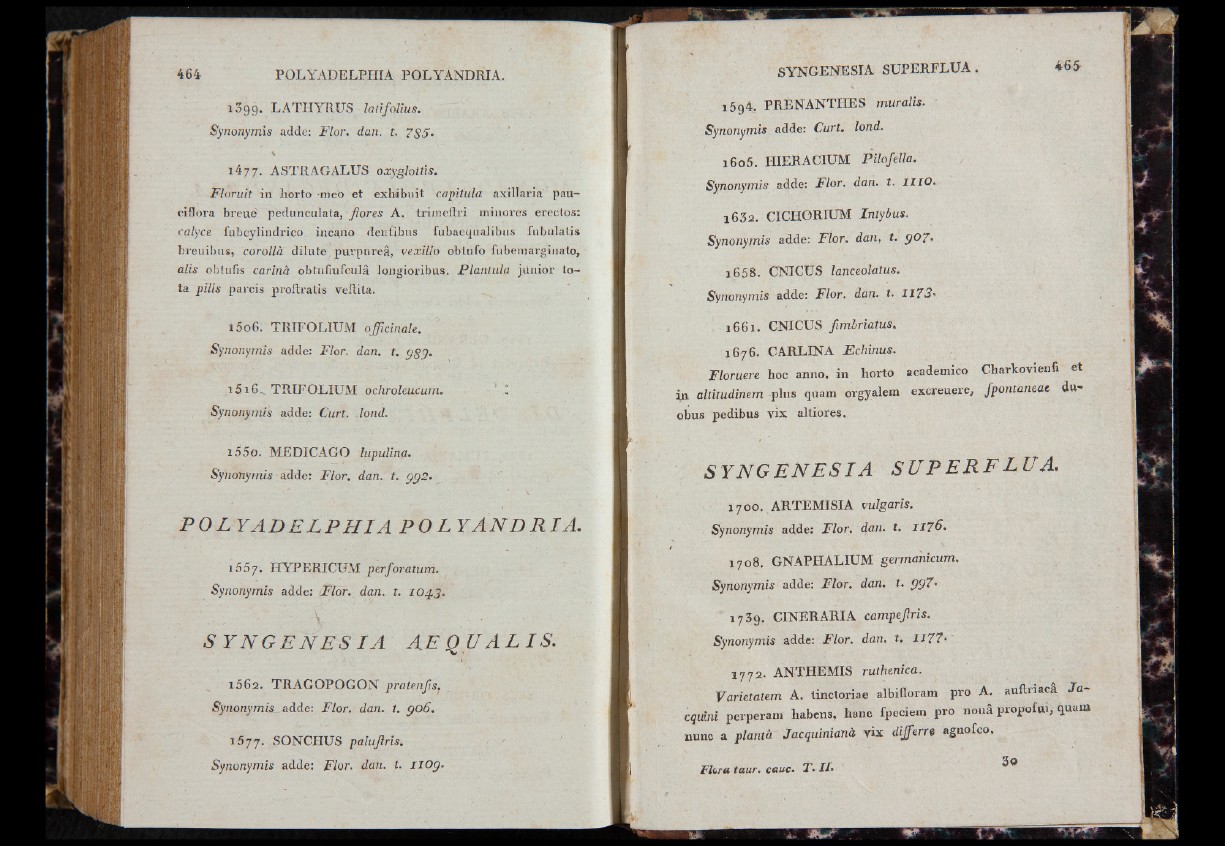 464 POLYADELPHIA POLYANDRIA.
1399. LATHYRUS latifolius.
Synonymis adde: Flor. dan. t. 785.
1477. ASTRAGALUS oxyglottis.
Floruit in horto meo et exhibuit capitula axillaria pau-
ciflora breue pedunculata, flores A. trimeſtri minores erectos:
calyce ſubcylindrico incano dentibus ſubaequalibus ſubulatis
breuibus, corollâ dilute purpureâ, vexillo obtuſo ſubemarginato,
alis obtuſis carinâ obtuſiuſculâ longioribus. Plantula junior to-
ta pilis parcis proſtratis veſtita.
1506. TRIFOLIUM officinale.
Synonymis adde: Flor. dan. t. 989.
1516. TRIFOLIUM ochroleucum.
Synonymis adde: Curt. lond.
1550. MEDICAGO lupulina.
Synonymis adde: Flor. dan. t. 992.
POLYADELPHIA POLYANDRIA.
1557. HYPERICUM perforatum.
Synonymis adde: Flor. dan. t. 1043.
SYNGENESIA AEQUALIS.
1562. TRAGOPOGON pratenſis.
Synonymis adde: Flor. dan. t. 906.
1577. SONCHUS paluſtris.
Synonymis adde: Flor. dan. t. 1109.
SYNGENESIA SUPERFLUA. 465
1594. PRENANTHES muralis.
Synonymis adde: Curt. lond.
1605. HIERACIUM Piloſella.
Synonymis adde: Flor. dan. t. 1110.
1632. CICHORIUM Intybus.
Synonymis adde: Flor. dan. t. 907.
1658. CNICUS lanceolatus.
Synonymis adde: Flor. dan. t. 1173.
1661. CNICUS fimbriatus.
1676. CARLINA Echinus.
Floruere hoc anno, in horto academico Charkovienſi et
in altitudinem plus quam orgyalem excreuere, ſpontaneae du-
obus pedibus vix altiores.
SYNGENESIA SUPERFLUA.
1700. ARTEMISIA vulgaris.
Synonymis adde: Flor. dan. t. 1176.
1708. GNAPHALIUM germanicum.
Synonymis adde: Flor. dan. t. 997.
1739. CINERARIA campeſtris.
Synonymis adde: Flor. dan. t. 1177.
1772. ANTHEMIS ruthenica.
Varietatem A. tinctoriae albifloram pro A. auſtriacâ Ja-
cquini perperam habens, hanc ſpeciem pro nouâ propoſui, quam
nunc a plantâ Jacquinianâ vix differre agnoſco.
Flora taur. cauc. T. II. 30